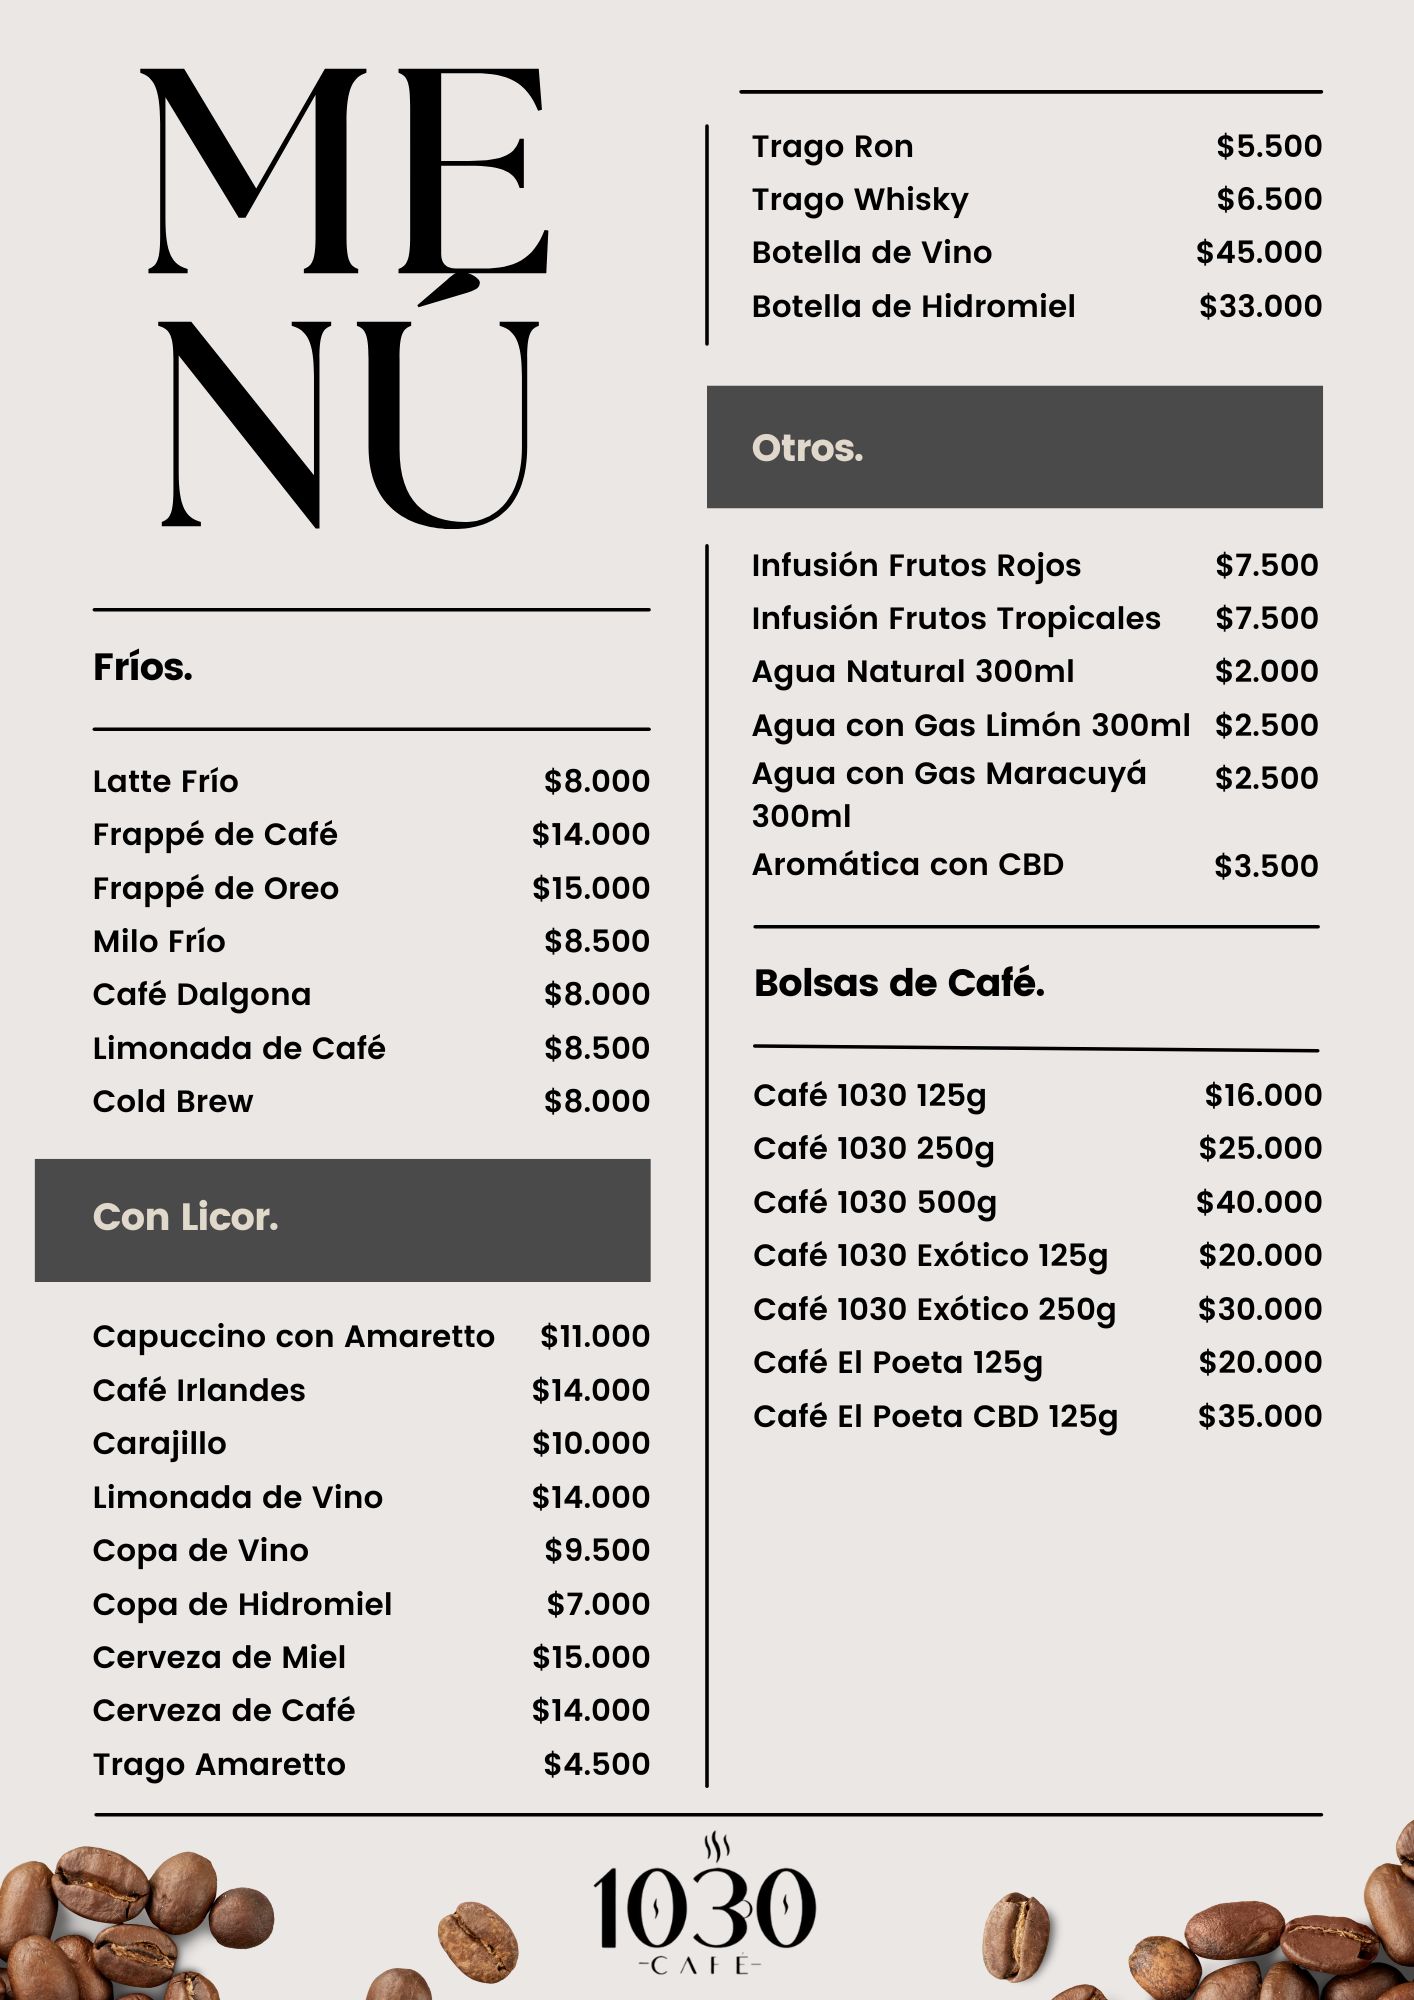 ME
NÚ
Fríos.
Latte Frío $8.000
Frappé de Café $14.000
Frappé de Oreo $15.000
Milo Frío $8.500
Café Dalgona $8.000
Limonada de Café $8.500
Cold Brew $8.000
Con Licor.
Capuccino con Amaretto $11.000
Café Irlandes $14.000
Carajillo $10.000
Limonada de Vino $14.000
Copa de Vino $9.500
Copa de Hidromiel $7.000
Cerveza de Miel $15.000
Cerveza de Café $14.000
Trago Amaretto $4.500
Trago Ron $5.500
Trago Whisky $6.500
Botella de Vino $45.000
Botella de Hidromiel $33.000
Otros.
Infusión Frutos Rojos $7.500
Infusión Frutos Tropicales $7.500
Agua Natural 300ml $2.000
Agua con Gas Limón 300ml $2.500
Agua con Gas Maracuyá $2.500
300ml
Aromática con CBD $3.500
Bolsas de Café.
Café 1030 125g $16.000
Café 1030 250g $25.000
Café 1030 500g $40.000
Café 1030 Exótico 125g $20.000
Café 1030 Exótico 250g $30.000
Café El Poeta 125g $20.000
Café El Poeta CBD 125g $35.000
1030
-CAFÉ-